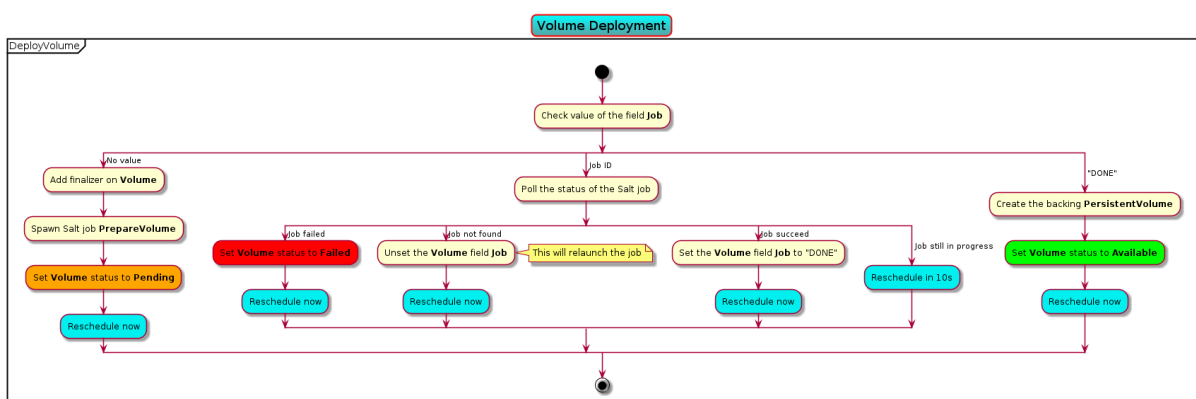 Volume Deployment
DeployVolume
Check value of the field Job
No value
Job ID
"DONE"
Add finalizer on Volume
Poll the status of the Salt job
Create the backing PersistentVolume
Spawn Salt job PrepareVolume
Job failed
Job not found
Job succeed
Job still in progress
Set Volume status to Failed
Unset the Volume field Job
This will relaunch the job
Set the Volume field Job to "DONE"
Set Volume status to Available
Set Volume status to Pending
Reschedule in 10s
Reschedule now
Reschedule now
Reschedule now
Reschedule now
Reschedule now